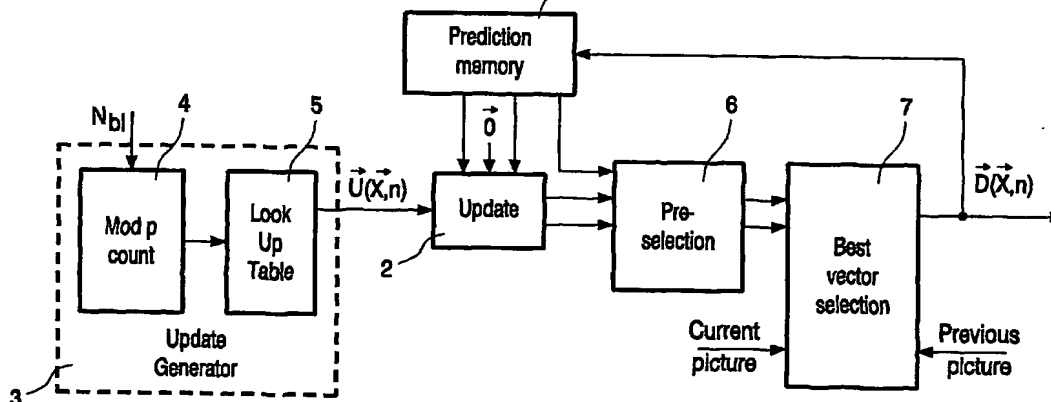 Prediction
memory
N_bl
4
5
→0
6
7
→U(→X,n)
→D(→X,n)
Mod p
count
Look
Up
Table
Update
2
Pre-
selection
Best
vector
selection
Update
Generator
3
Current
picture
Previous
picture